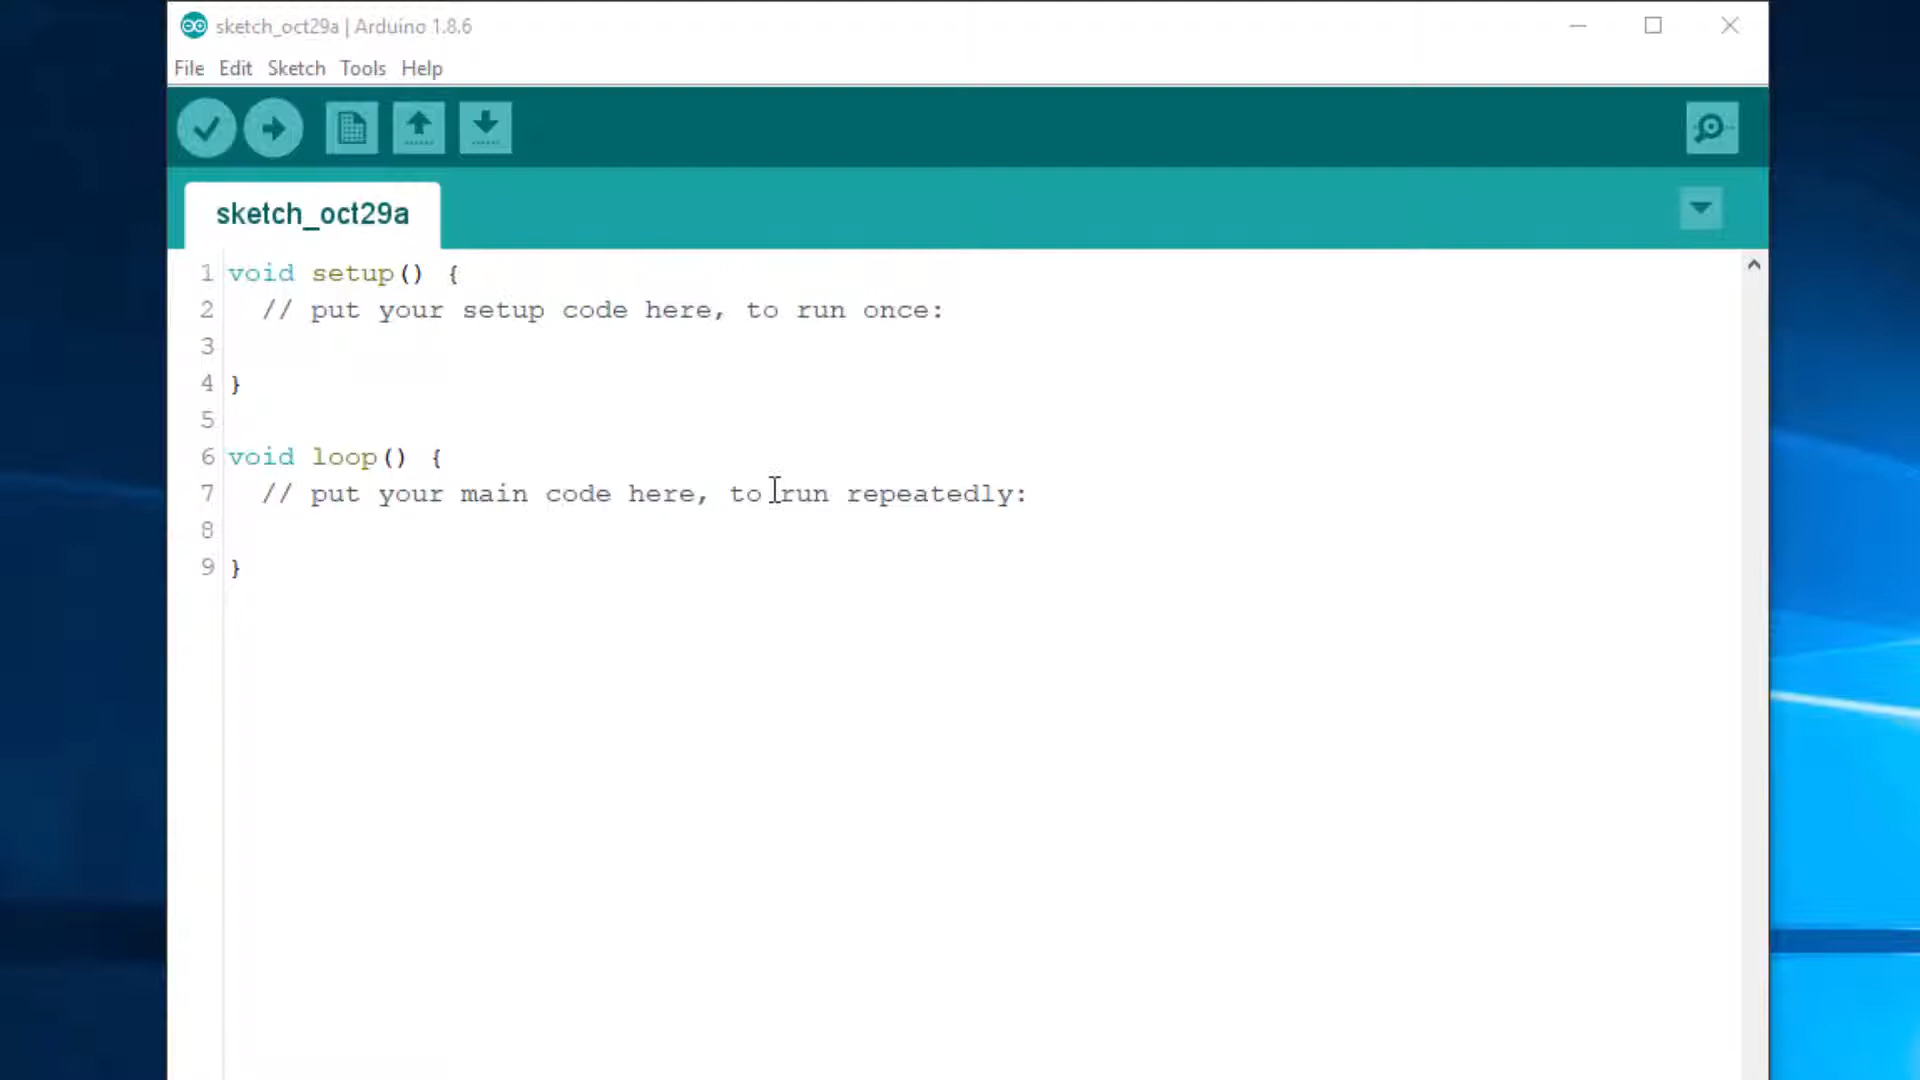 sketch_oct29a | Arduino 1.8.6
File Edit Sketch Tools Help
sketch_oct29a
1 void setup() {
2   // put your setup code here, to run once:
3
4 }
5
6 void loop() {
7   // put your main code here, to run repeatedly:
8
9 }